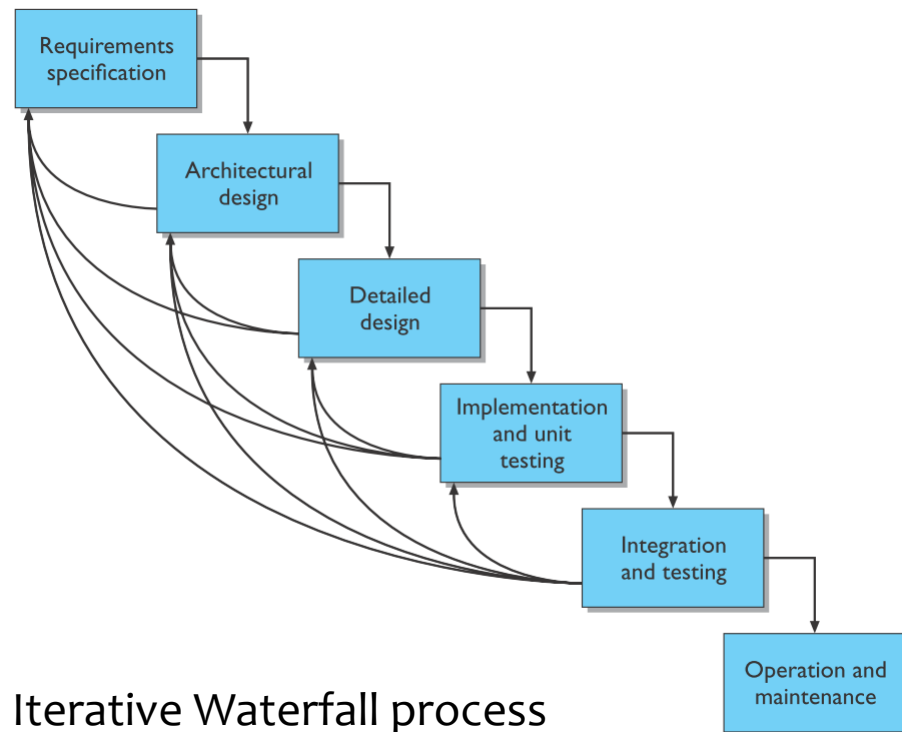 Requirements
specification
Architectural
design
Detailed
design
Implementation
and unit
testing
Integration
and testing
Operation and
maintenance
Iterative Waterfall process